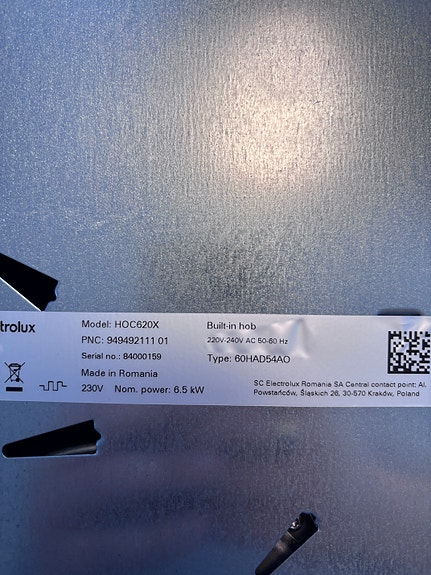 trolux
Model: HOC620X
PNC: 949492111 01
Serial no.: 84000159
Made in Romania
230V Nom. power: 6.5 kW
Built-in hob
220V-240V AC 50-60 Hz
Type: 60HAD54AO
SC Electrolux Romania SA Central contact point: Al.
Powstańców, Śląskich 26, 30-570 Kraków, Poland